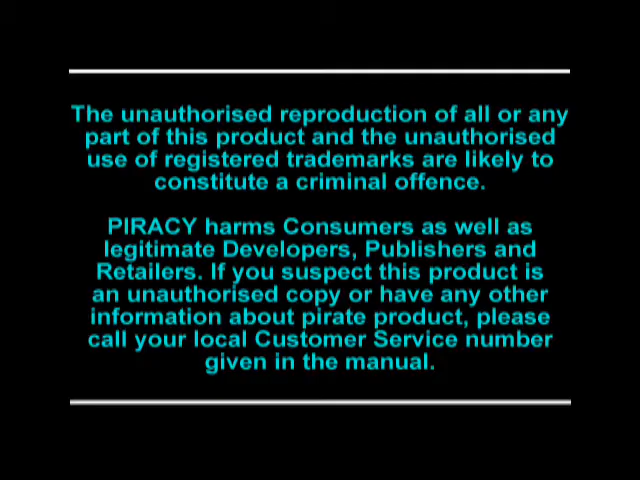 The unauthorised reproduction of all or any
part of this product and the unauthorised
use of registered trademarks are likely to
constitute a criminal offence.
PIRACY harms Consumers as well as
legitimate Developers, Publishers and
Retailers. If you suspect this product is
an unauthorised copy or have any other
information about pirate product, please
call your local Customer Service number
given in the manual.